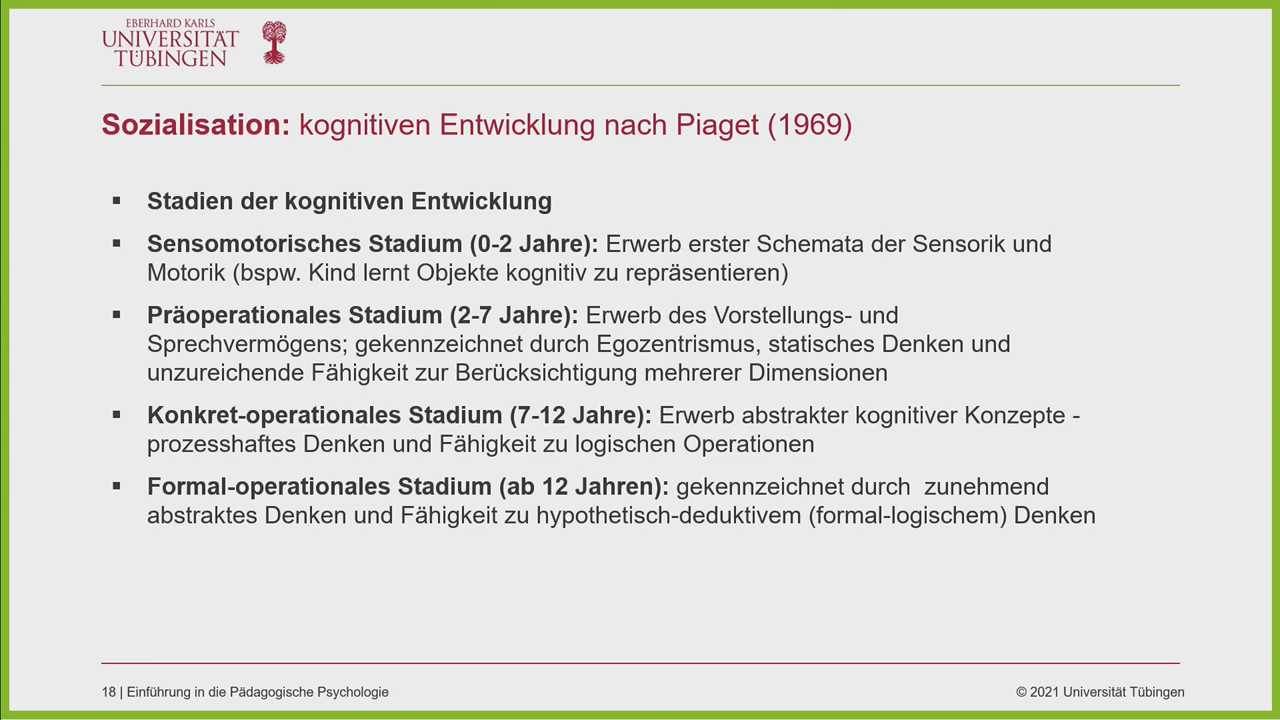 EBERHARD KARLS
UNIVERSITÄT
TÜBINGEN
Sozialisation: kognitiven Entwicklung nach Piaget (1969)
▪ Stadien der kognitiven Entwicklung
▪ Sensomotorisches Stadium (0-2 Jahre): Erwerb erster Schemata der Sensorik und
Motorik (bspw. Kind lernt Objekte kognitiv zu repräsentieren)
▪ Präoperationales Stadium (2-7 Jahre): Erwerb des Vorstellungs- und
Sprechvermögens; gekennzeichnet durch Egozentrismus, statisches Denken und
unzureichende Fähigkeit zur Berücksichtigung mehrerer Dimensionen
▪ Konkret-operationales Stadium (7-12 Jahre): Erwerb abstrakter kognitiver Konzepte -
prozesshaftes Denken und Fähigkeit zu logischen Operationen
▪ Formal-operationales Stadium (ab 12 Jahren): gekennzeichnet durch  zunehmend
abstraktes Denken und Fähigkeit zu hypothetisch-deduktivem (formal-logischem) Denken
18 | Einführung in die Pädagogische Psychologie
© 2021 Universität Tübingen